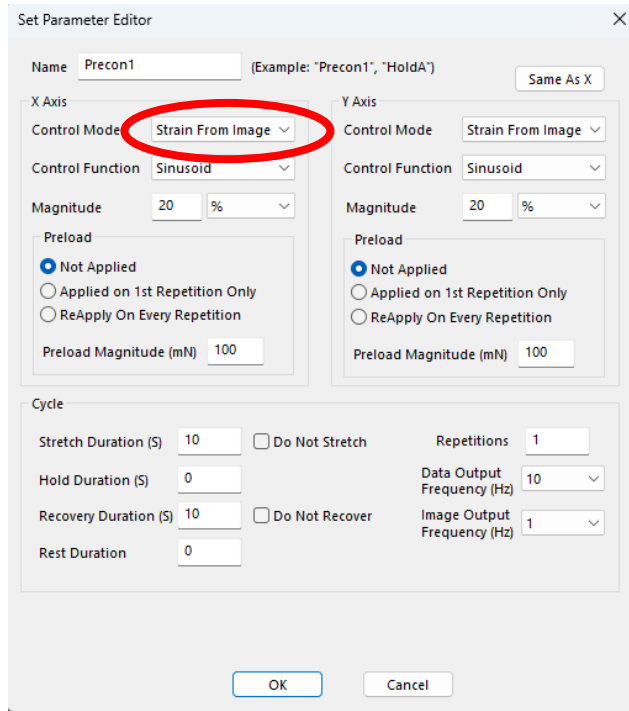 Set Parameter Editor
Name Precon1 (Example: "Precon1", "HoldA")
Same As X
X Axis
Control Mode Strain From Image
Control Function Sinusoid
Magnitude 20 %
Preload
Not Applied
Applied on 1st Repetition Only
ReApply On Every Repetition
Preload Magnitude (mN) 100
Y Axis
Control Mode Strain From Image
Control Function Sinusoid
Magnitude 20 %
Preload
Not Applied
Applied on 1st Repetition Only
ReApply On Every Repetition
Preload Magnitude (mN) 100
Cycle
Stretch Duration (S) 10 Do Not Stretch
Hold Duration (S) 0
Recovery Duration (S) 10 Do Not Recover
Rest Duration 0
Repetitions 1
Data Output
Frequency (Hz) 10
Image Output
Frequency (Hz) 1
OK Cancel